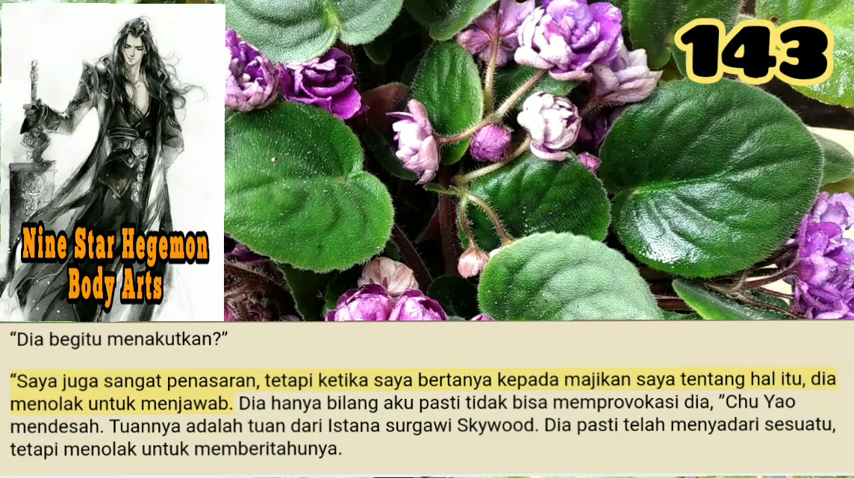 143
Nine Star Hegemon
Body Arts
“Dia begitu menakutkan?”
“Saya juga sangat penasaran, tetapi ketika saya bertanya kepada majikan saya tentang hal itu, dia
menolak untuk menjawab. Dia hanya bilang aku pasti tidak bisa memprovokasi dia, ”Chu Yao
mendesah. Tuannya adalah tuan dari Istana surgawi Skywood. Dia pasti telah menyadari sesuatu,
tetapi menolak untuk memberitahunya.